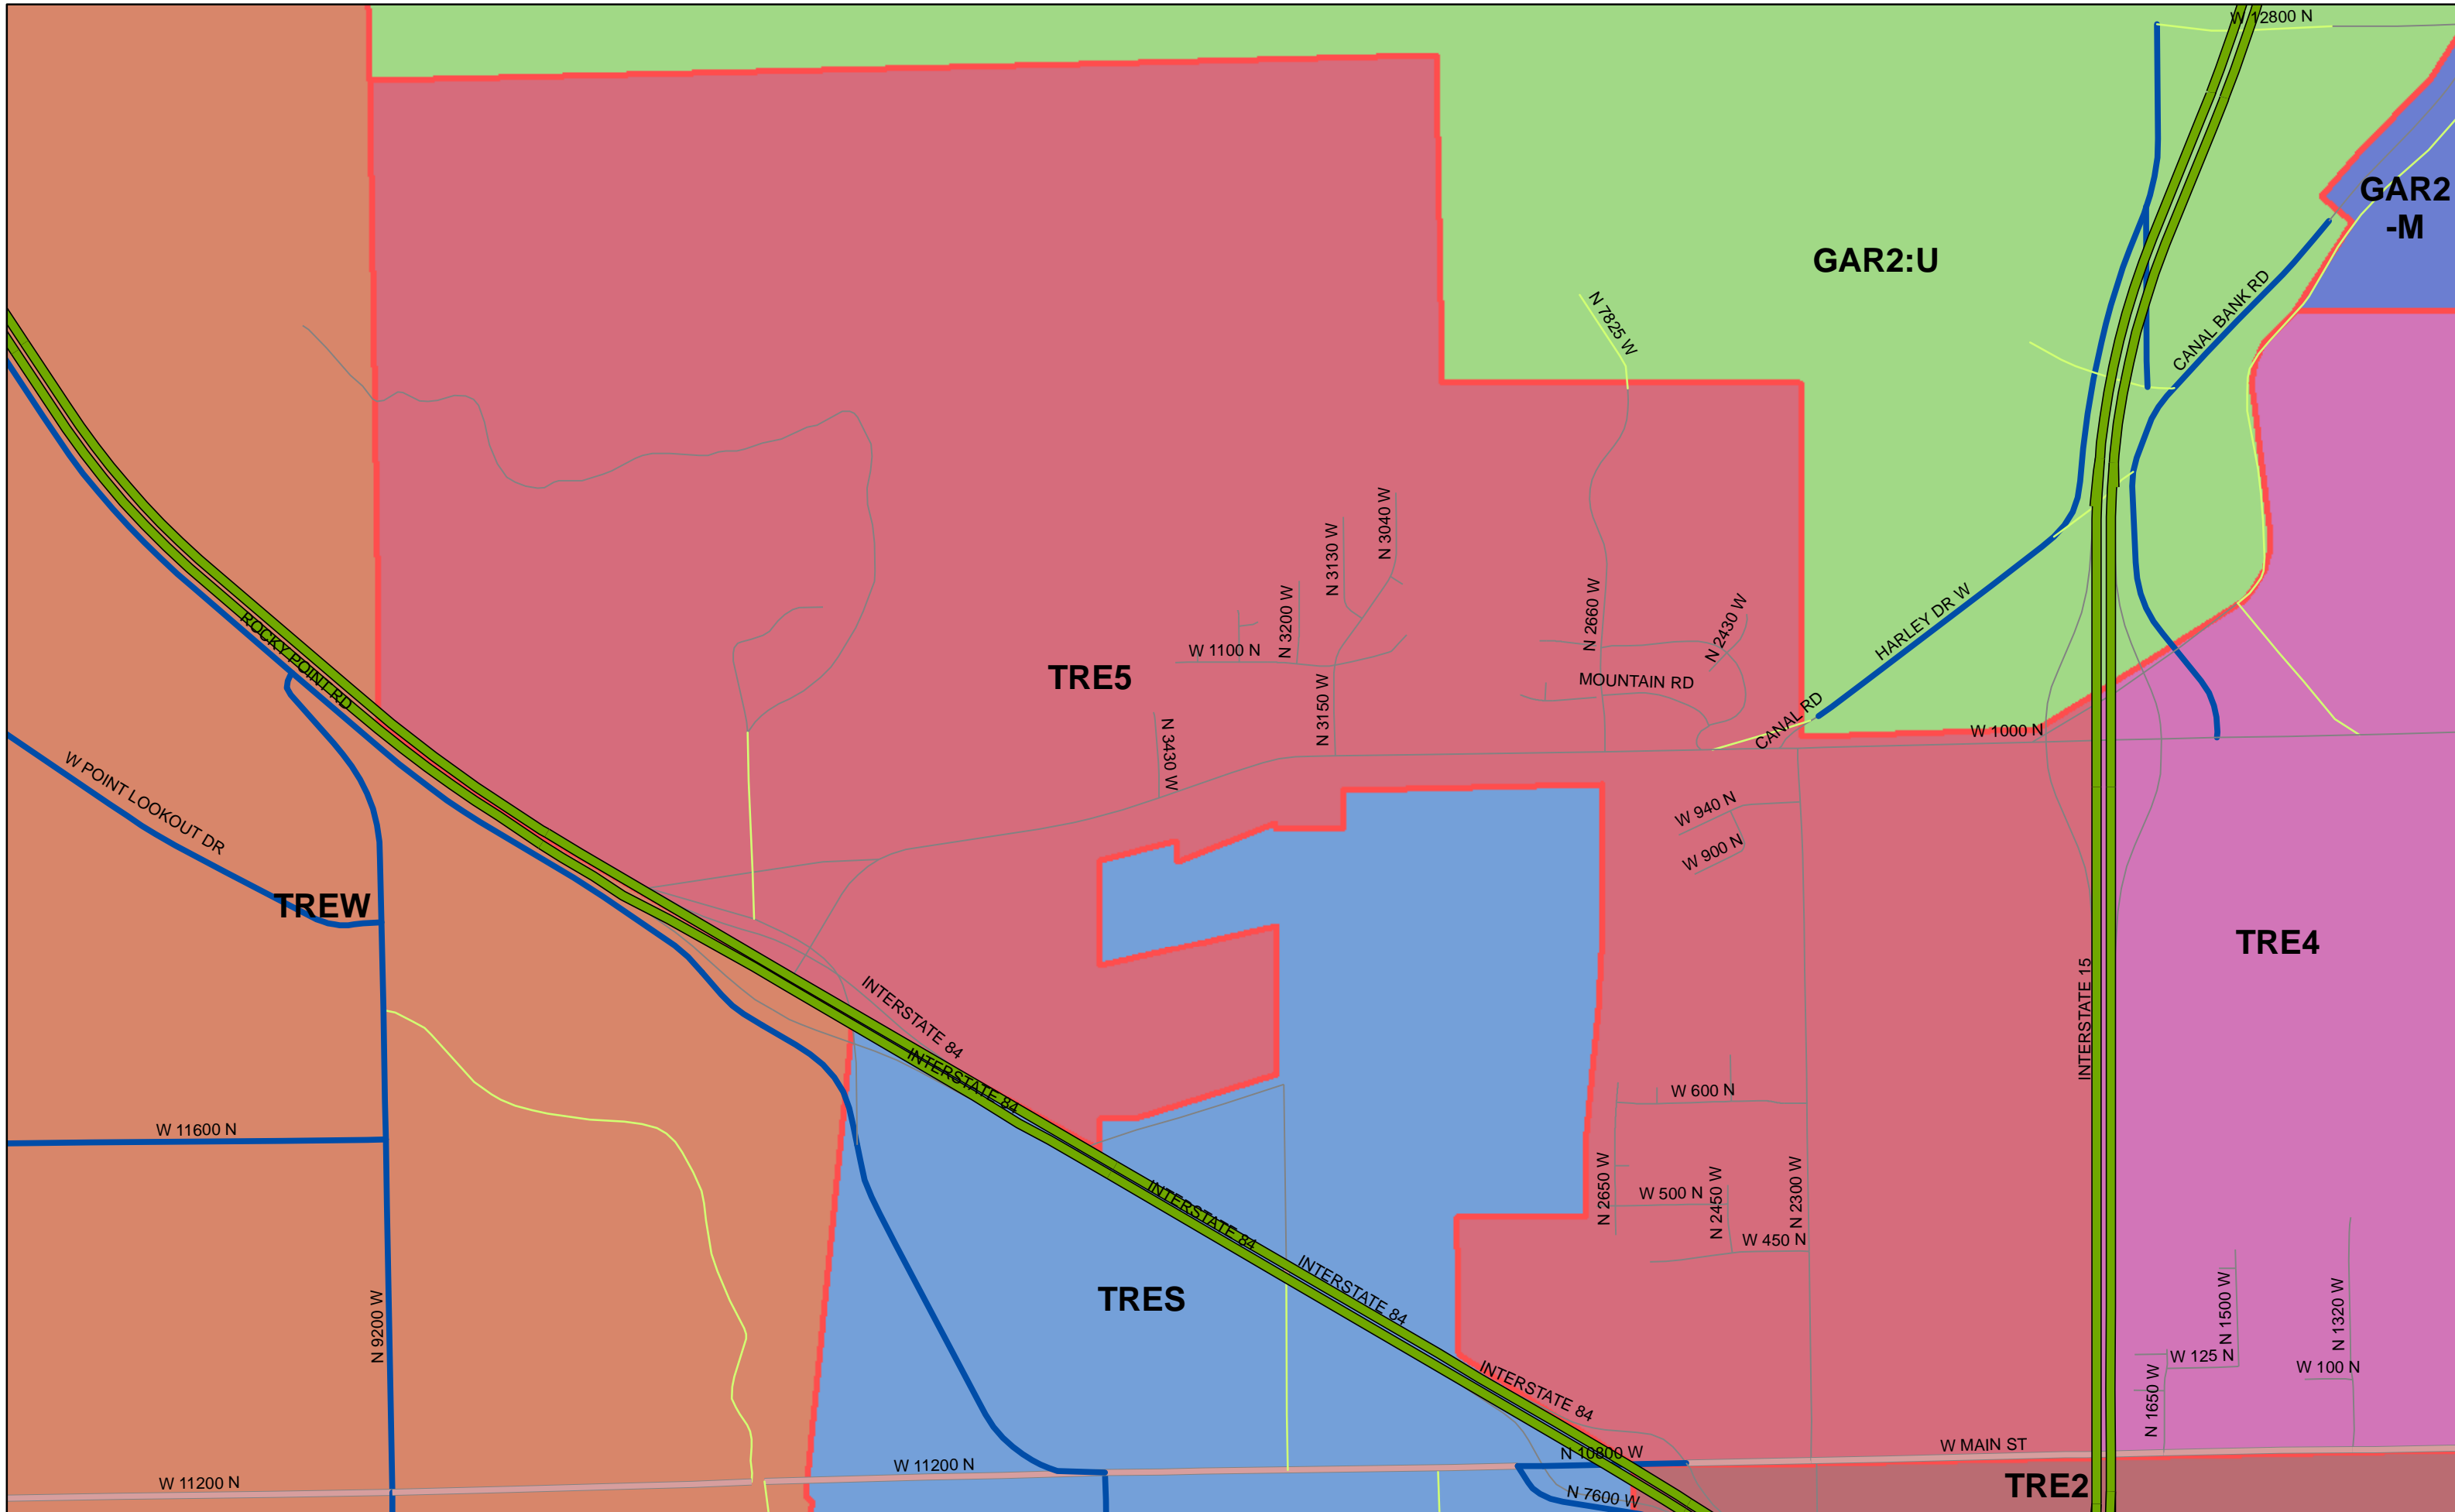 W 12800 N
GAR2
-M
GAR2:U
CANAL BANK RD
N 7825 W
N 3040 W
N 3130 W
N 3200 W
N 2660 W
N 2430 W
HARLEY DR W
ROCKY POINT RD
W 1100 N
TRE5
MOUNTAIN RD
N 3150 W
CANAL RD
W 1000 N
N 3430 W
W POINT LOOKOUT DR
W 940 N
W 900 N
TREW
TRE4
INTERSTATE 15
INTERSTATE 84
INTERSTATE 84
W 600 N
W 11600 N
N 2650 W
W 500 N
N 2450 W
N 2300 W
INTERSTATE 84
W 450 N
INTERSTATE 84
TRES
N 9200 W
N 1500 W
N 1320 W
W 125 N
W 100 N
INTERSTATE 84
N 1650 W
N 10800 W
W MAIN ST
W 11200 N
W 11200 N
TRE2
N 7600 W